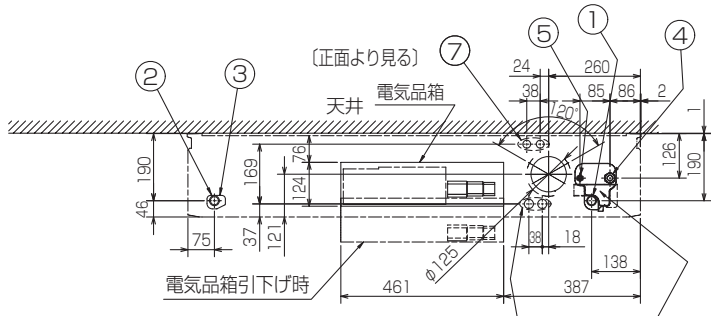 ① ④ ⑤
〔正面より見る〕 ⑦ 24 260
② ③ 天井 電気品箱 38 120° 85 86 2 1
190 169 76 124 126 190
46 37 121
75 38 18 φ125 138
電気品箱引下げ時 461 387